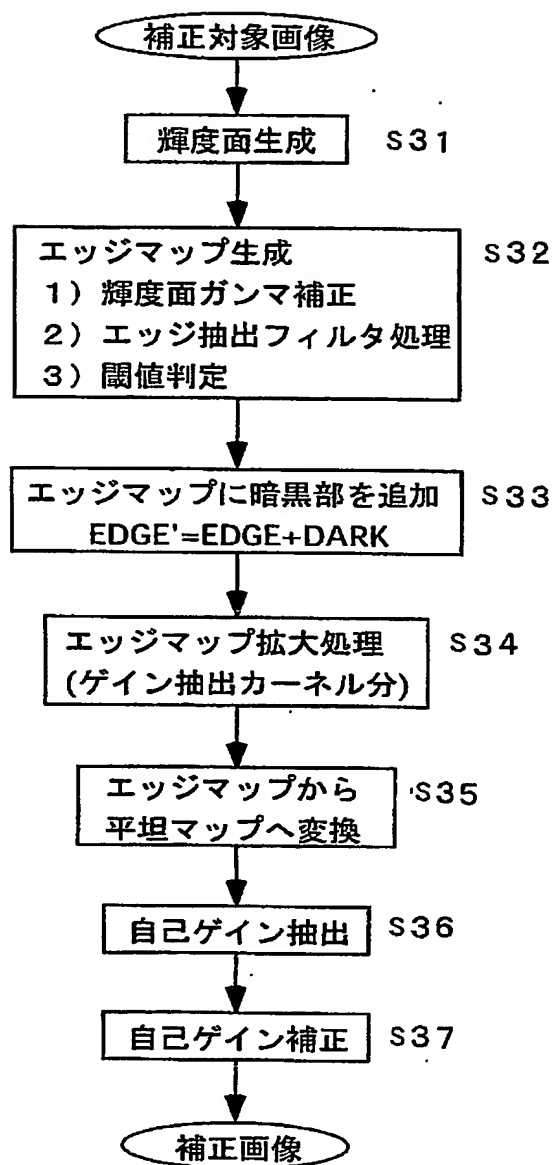 補正対象画像
輝度面生成 S31
エッジマップ生成 S32
1) 輝度面ガンマ補正
2) エッジ抽出フィルタ処理
3) 閾値判定
エッジマップに暗黒部を追加 S33
EDGE'=EDGE+DARK
エッジマップ拡大処理 S34
(ゲイン抽出カーネル分)
エッジマップから S35
平坦マップへ変換
自己ゲイン抽出 S36
自己ゲイン補正 S37
補正画像